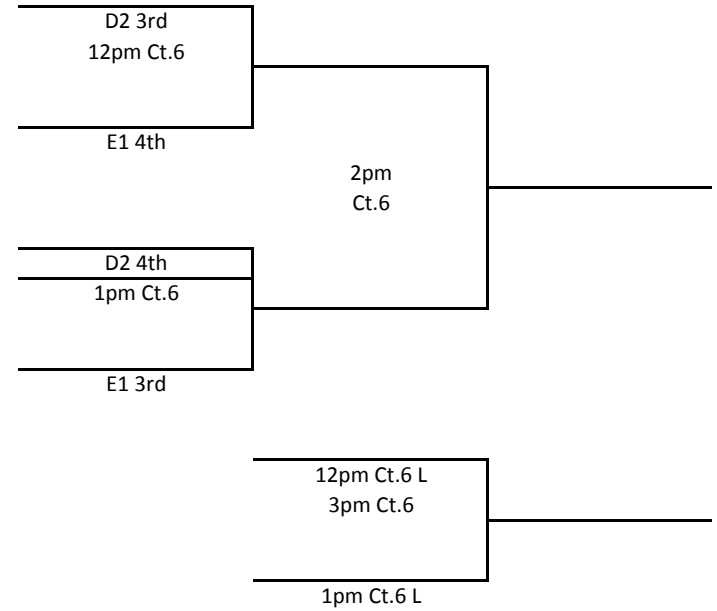 D2 3rd
12pm Ct.6
E1 4th
2pm
Ct.6
D2 4th
1pm Ct.6
E1 3rd
12pm Ct.6 L
3pm Ct.6
1pm Ct.6 L